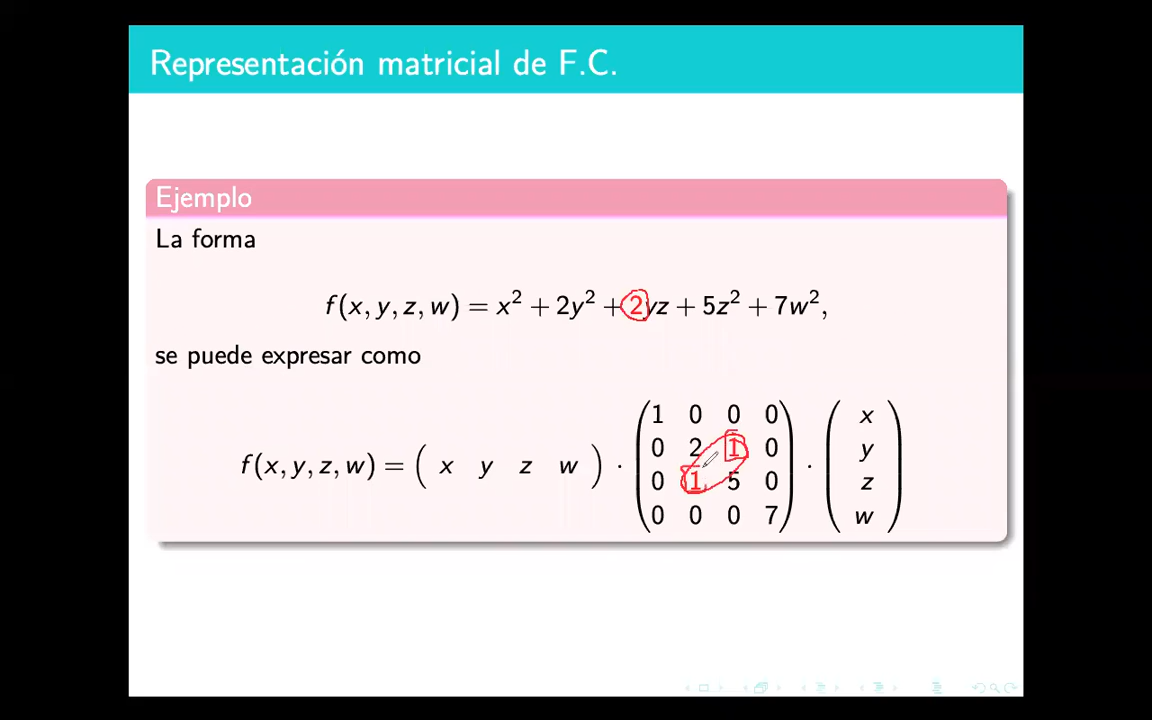 Representación matricial de F.C.
Ejemplo
La forma
f(x, y, z, w) = x² + 2y² + 2yz + 5z² + 7w²,
se puede expresar como
f(x, y, z, w) = ( x y z w ) · (1 0 0 0
0 2 1 0
0 1 5 0
0 0 0 7) · (x
y
z
w)